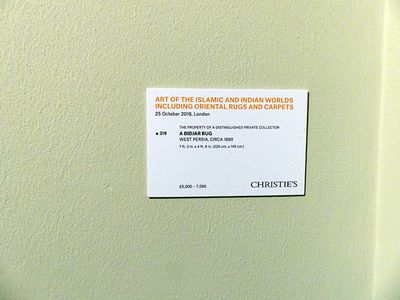 ART OF THE ISLAMIC AND INDIAN WORLDS
INCLUDING ORIENTAL RUGS AND CARPETS
25 October 2018, London
THE PROPERTY OF A DISTINGUISHED PRIVATE COLLECTOR
■ 319 A BIDJAR RUG
WEST PERSIA, CIRCA 1890
7 ft. 3 in. x 4 ft. 9 in. (220 cm. x 145 cm.)
£5,000 - 7,000
CHRISTIE'S